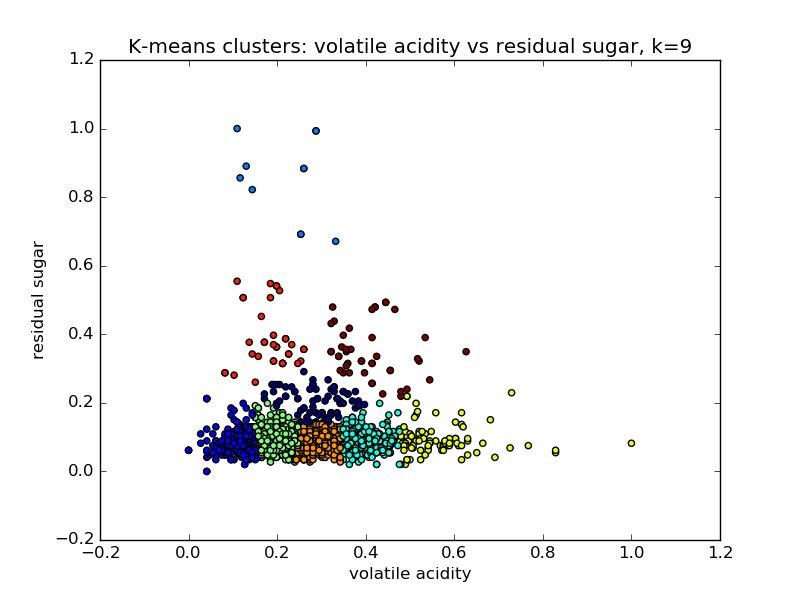 K-means clusters: volatile acidity vs residual sugar, k=9
1.2
1.0
0.8
0.6
0.4
0.2
0.0
−0.2
residual sugar
−0.2 0.0 0.2 0.4 0.6 0.8 1.0 1.2
volatile acidity